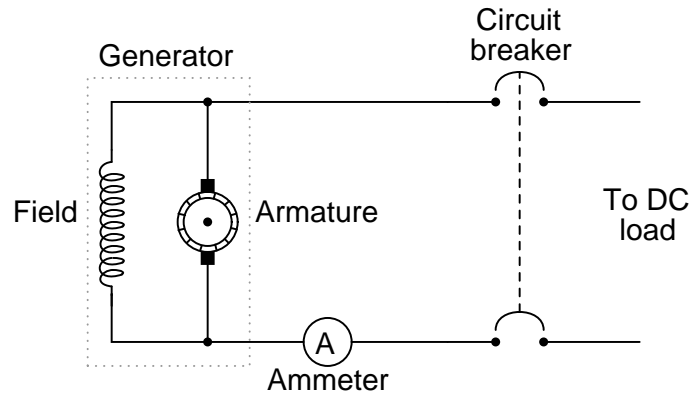 Circuit
breaker
Generator
Field
Armature
To DC
load
A
Ammeter